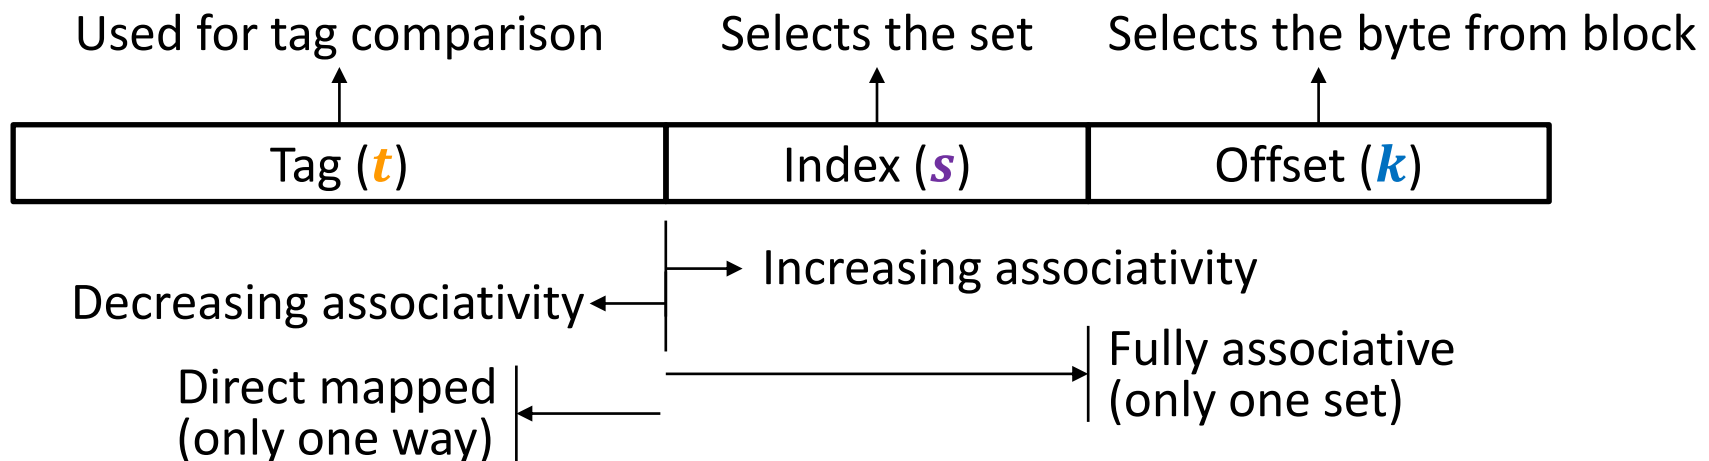 Used for tag comparison
Selects the set
Selects the byte from block
Tag (t)
Index (s)
Offset (k)
Increasing associativity
Decreasing associativity
Fully associative
(only one set)
Direct mapped
(only one way)